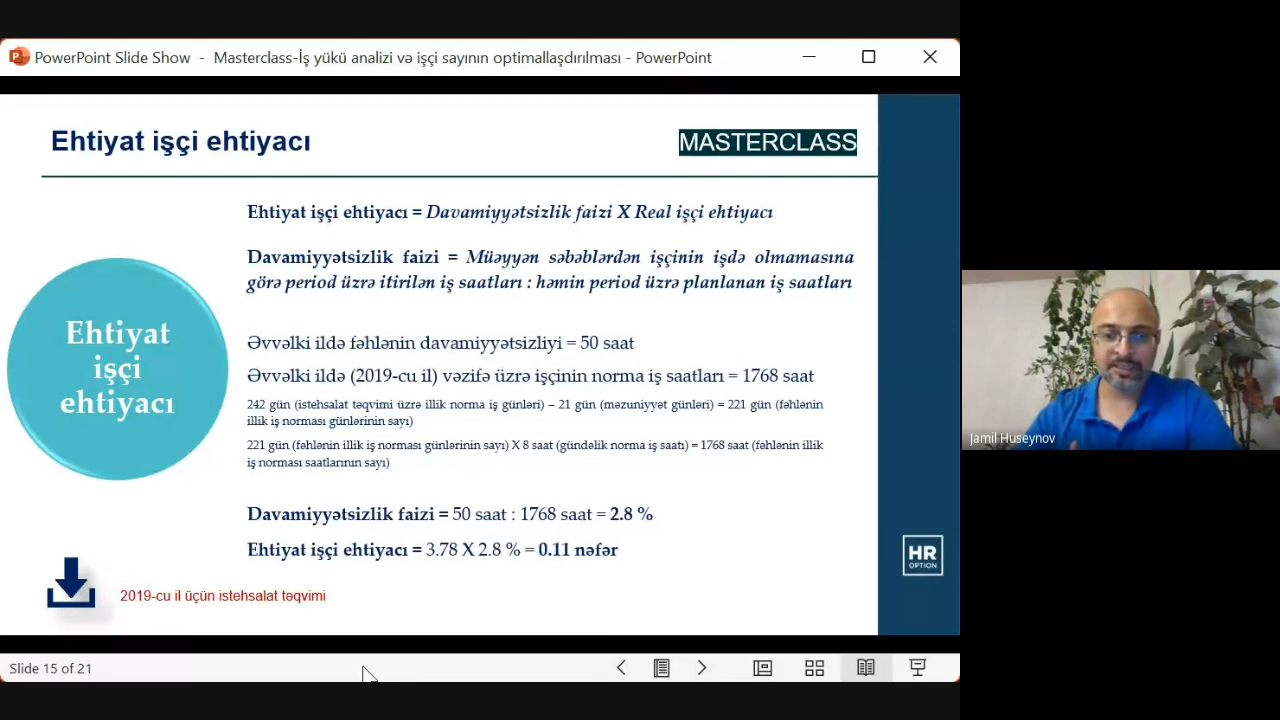 PowerPoint Slide Show - Masterclass-İş yükü analizi və işçi sayının optimallaşdırılması - PowerPoint
Ehtiyat işçi ehtiyacı
MASTERCLASS
Ehtiyat işçi ehtiyacı = Davamiyyətsizlik faizi X Real işçi ehtiyacı
Davamiyyətsizlik faizi = Müəyyən səbəblərdən işçinin işdə olmamasına
görə period üzrə itirilən iş saatları : həmin period üzrə planlanan iş saatları
Ehtiyat
işçi
ehtiyacı
Əvvəlki ildə fəhlənin davamiyyətsizliyi = 50 saat
Əvvəlki ildə (2019-cu il) vəzifə üzrə işçinin norma iş saatları = 1768 saat
242 gün (istehsalat təqvimi üzrə illik norma iş günləri) – 21 gün (məzuniyyət günləri) = 221 gün (fəhlənin
illik iş norması günlərinin sayı)
221 gün (fəhlənin illik iş norması günlərinin sayı) X 8 saat (gündəlik norma iş saatı) = 1768 saat (fəhlənin illik
iş norması saatlarının sayı)
Davamiyyətsizlik faizi = 50 saat : 1768 saat = 2.8 %
Ehtiyat işçi ehtiyacı = 3.78 X 2.8 % = 0.11 nəfər
HR
OPTION
2019-cu il üçün istehsalat təqvimi
Slide 15 of 21
Jamil Huseynov